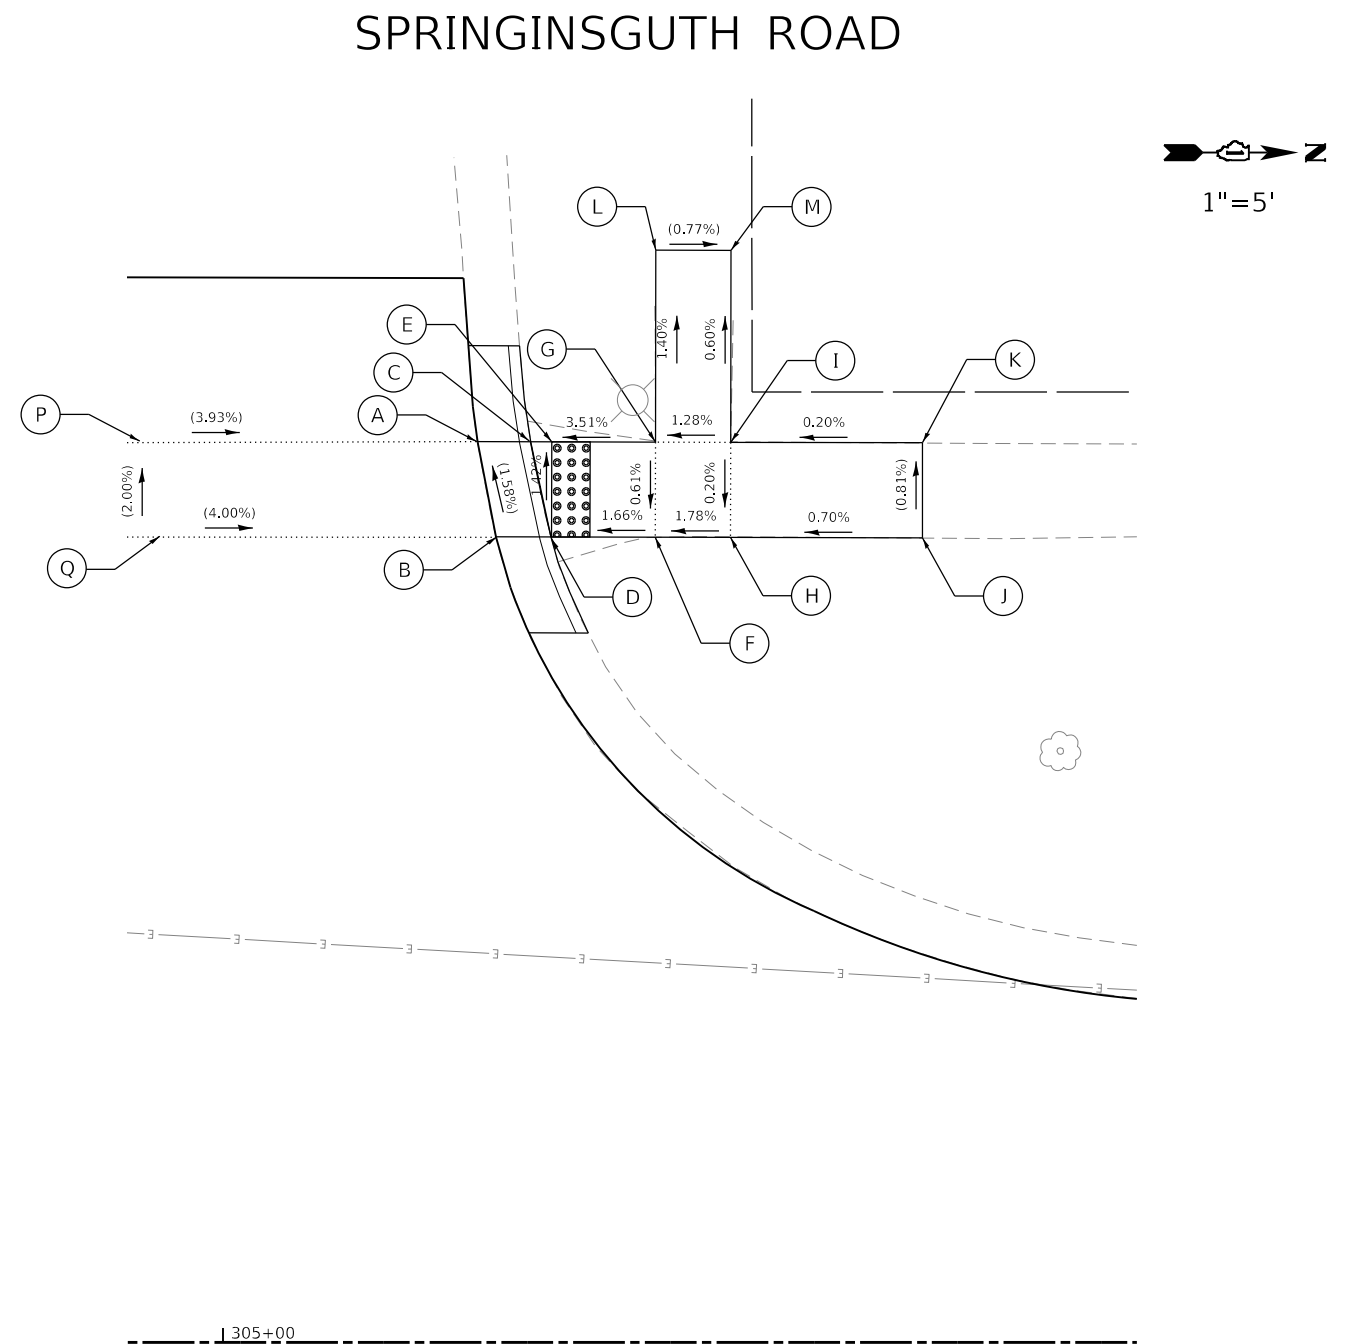 SPRINGINSGUTH ROAD
N
1"=5'
L
M
(0.77%)
E
G
1.40%
0.60%
I
K
C
P
A
(3.93%)
3.51%
1.28%
0.20%
(2.00%)
(1.58%)
1.42%
0.61%
0.20%
(0.81%)
(4.00%)
1.66%
1.78%
0.70%
Q
B
D
H
J
F
E
E
E
E
E
E
E
E
E
E
E
E
305+00